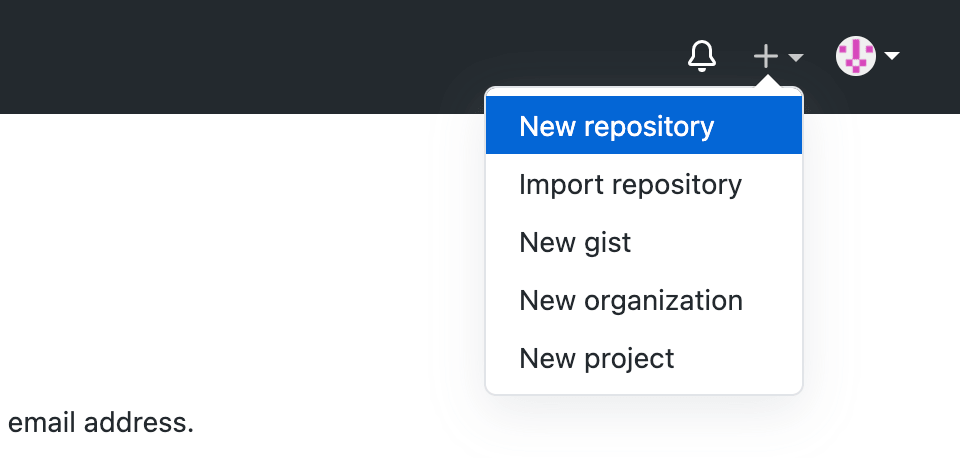 New repository
Import repository
New gist
New organization
New project
email address.